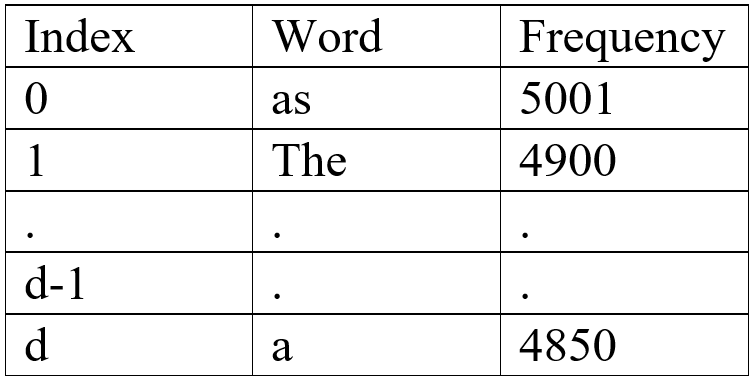 Index Word Frequency
0 as 5001
1 The 4900
. . .
d-1 . .
d a 4850